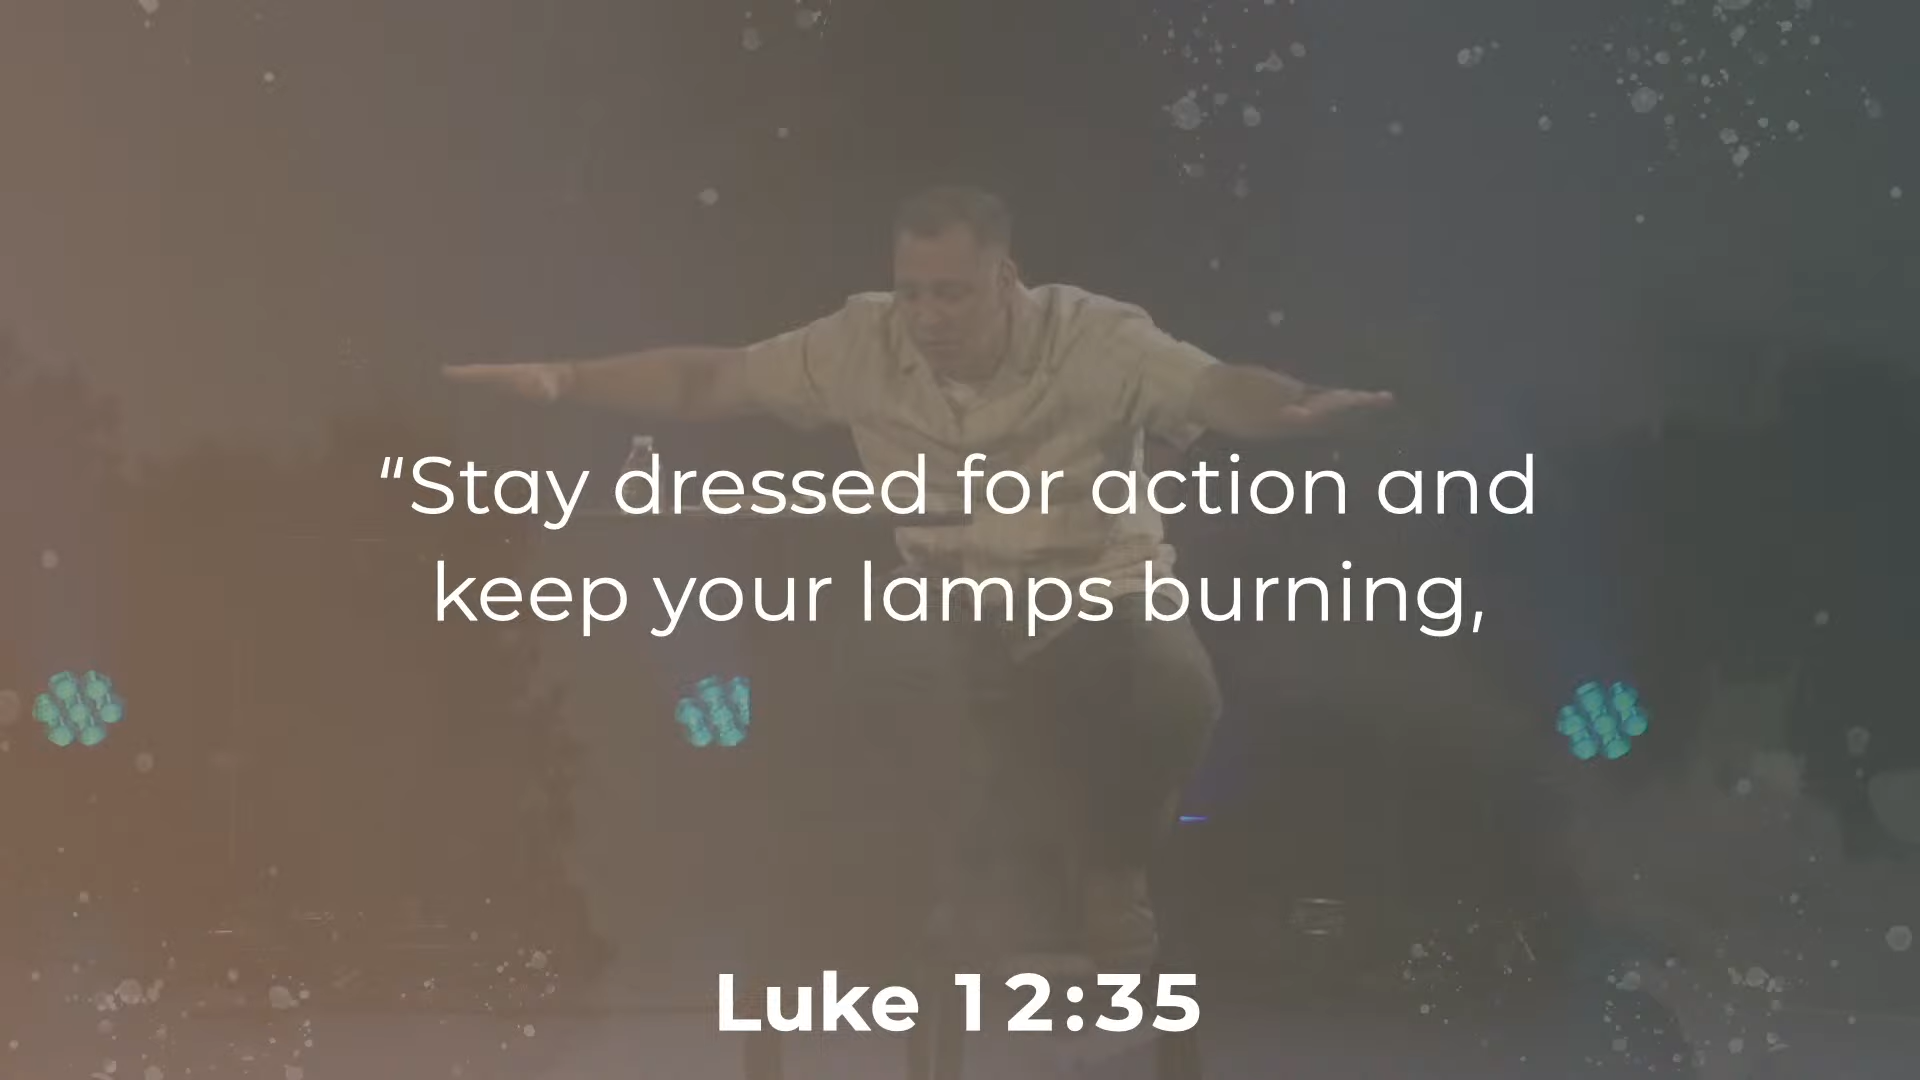 “Stay dressed for action and
keep your lamps burning,
Luke 12:35